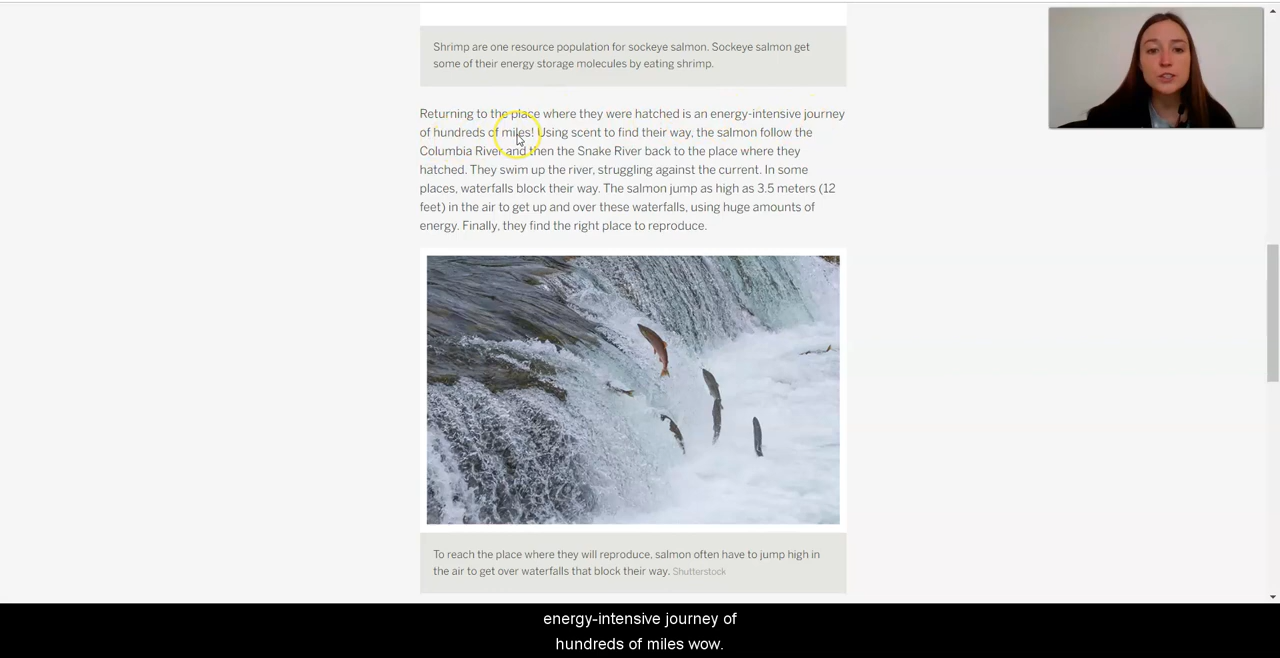 Shrimp are one resource population for sockeye salmon. Sockeye salmon get
some of their energy storage molecules by eating shrimp.
Returning to the place where they were hatched is an energy-intensive journey
of hundreds of miles! Using scent to find their way, the salmon follow the
Columbia River and then the Snake River back to the place where they
hatched. They swim up the river, struggling against the current. In some
places, waterfalls block their way. The salmon jump as high as 3.5 meters (12
feet) in the air to get up and over these waterfalls, using huge amounts of
energy. Finally, they find the right place to reproduce.
To reach the place where they will reproduce, salmon often have to jump high in
the air to get over waterfalls that block their way. Shutterstock
energy-intensive journey of
hundreds of miles wow.